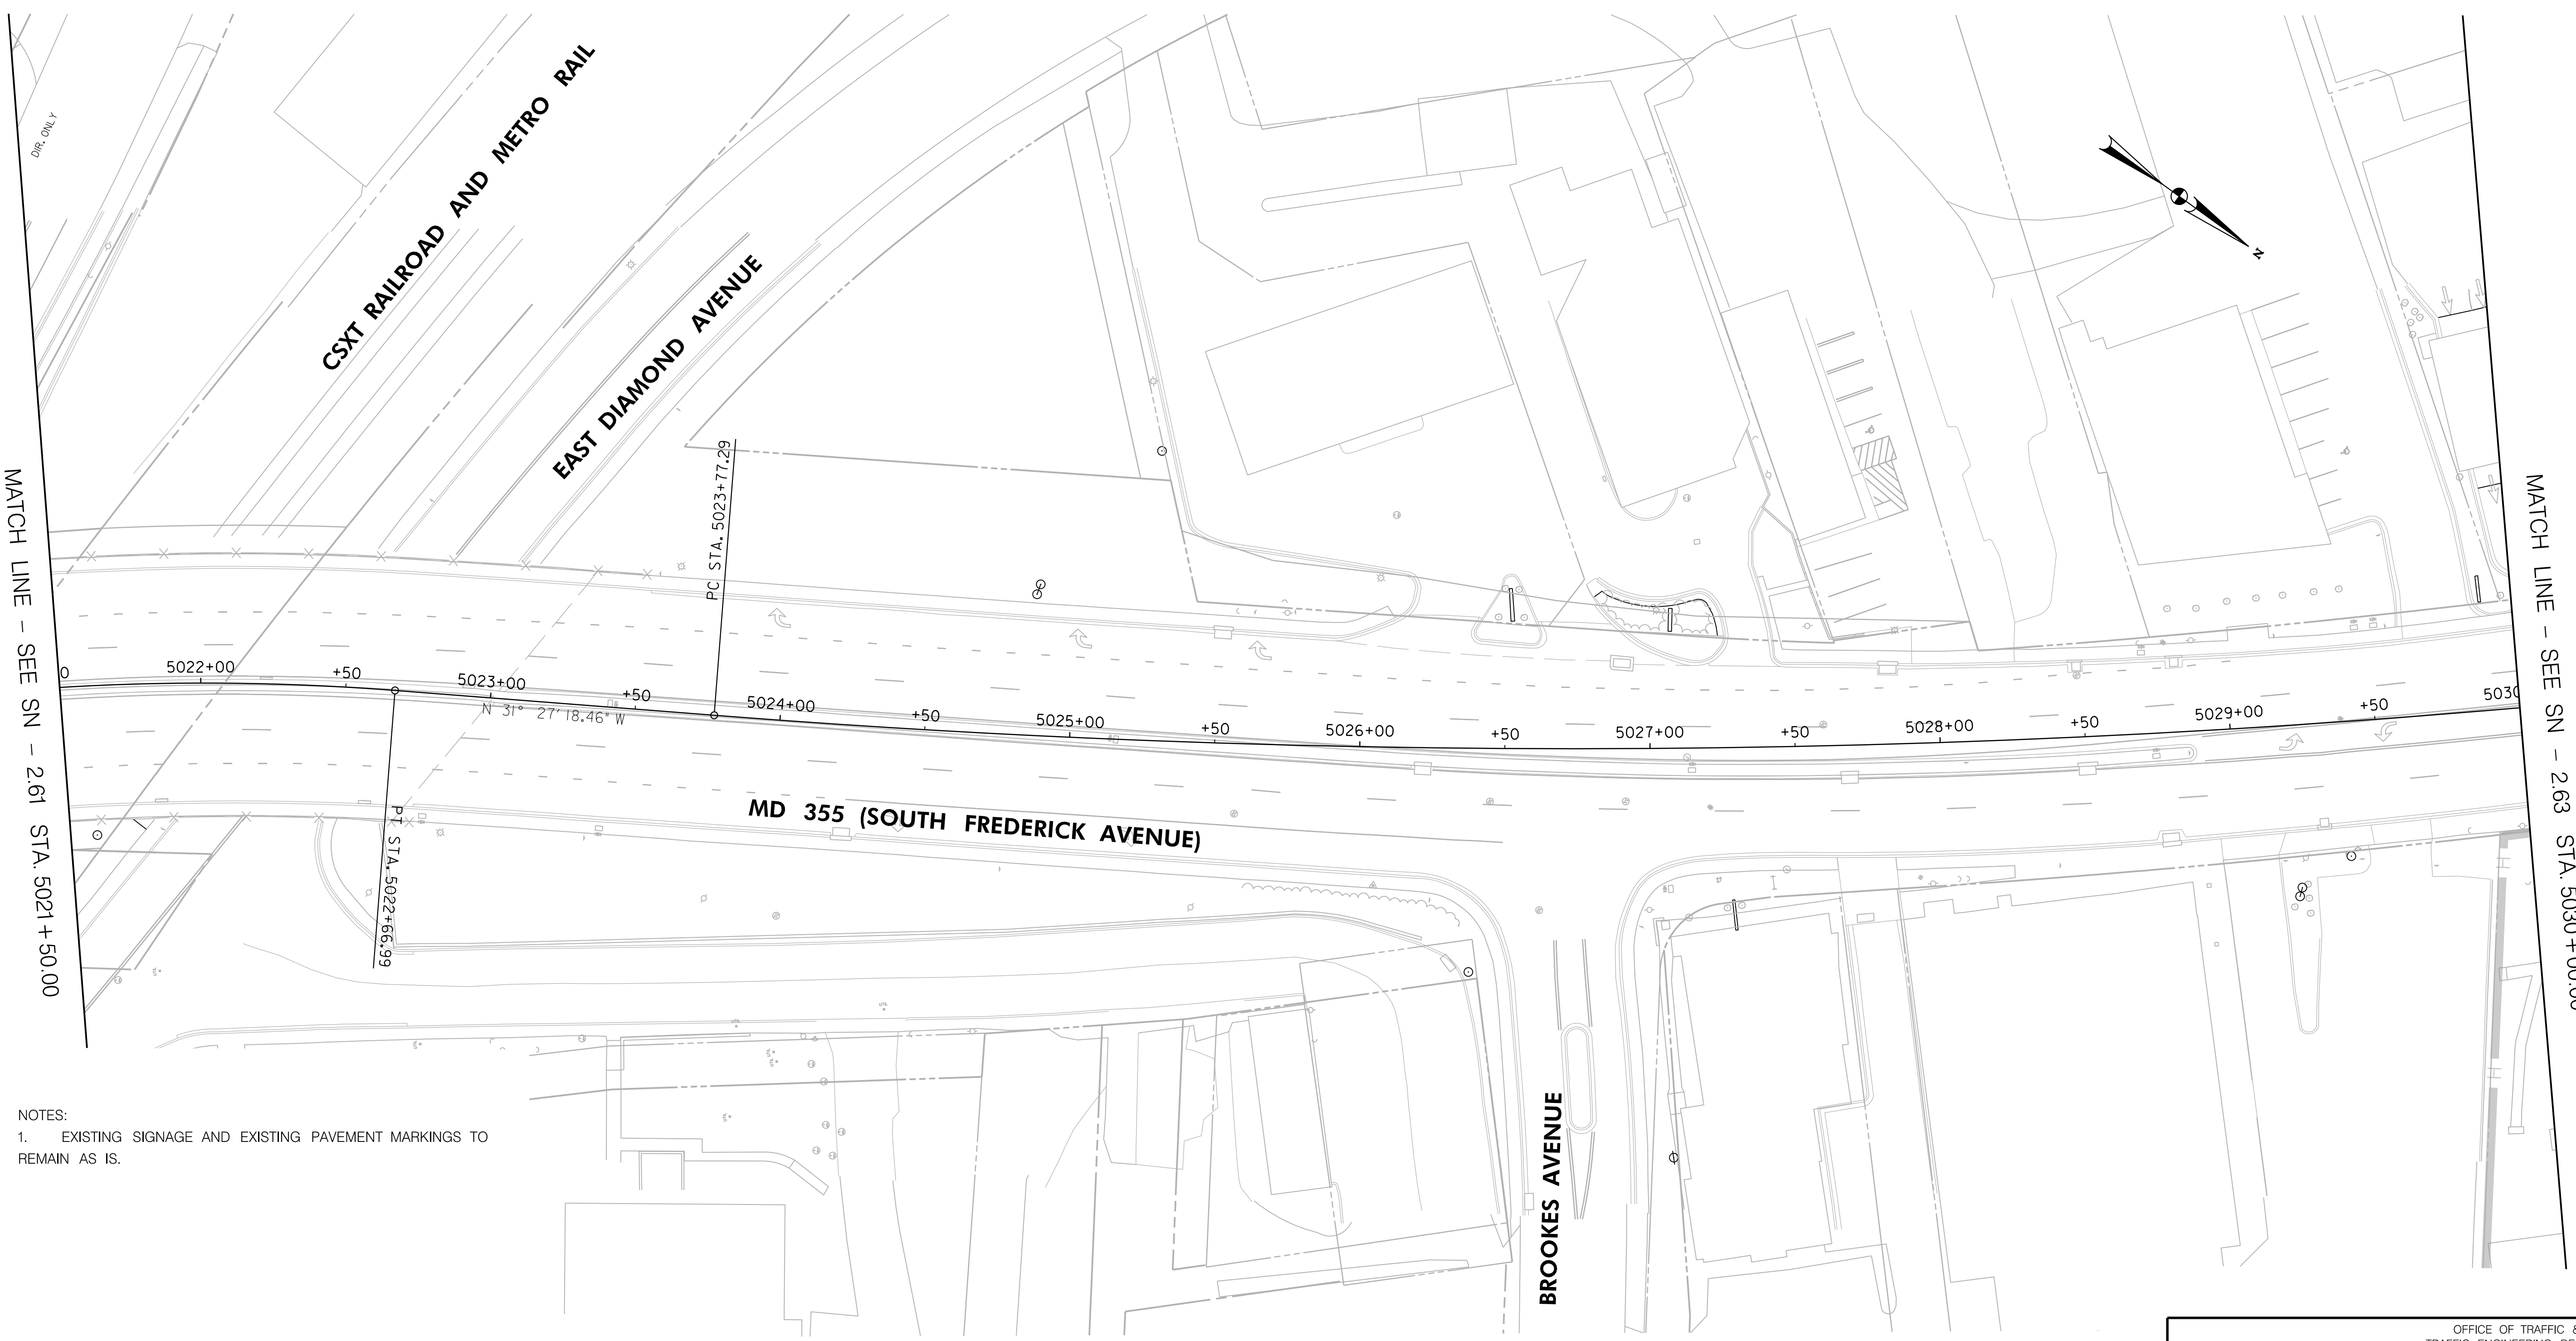 DIR. ONLY
CSXT RAILROAD AND METRO RAIL
EAST DIAMOND AVENUE
N
PC STA. 5023+77.29
MATCH LINE - SEE SN - 2.61 STA. 5021+50.00
MATCH LINE - SEE SN - 2.63 STA. 5030+00.00
0
5022+00
+50
5023+00
+50
5024+00
+50
5025+00
+50
5026+00
+50
5027+00
+50
5028+00
+50
5029+00
+50
5030
N 31° 27' 18.46" W
PT STA. 5022+66.99
MD 355 (SOUTH FREDERICK AVENUE)
BROOKES AVENUE
NOTES:
1. EXISTING SIGNAGE AND EXISTING PAVEMENT MARKINGS TO
REMAIN AS IS.
OFFICE OF TRAFFIC &